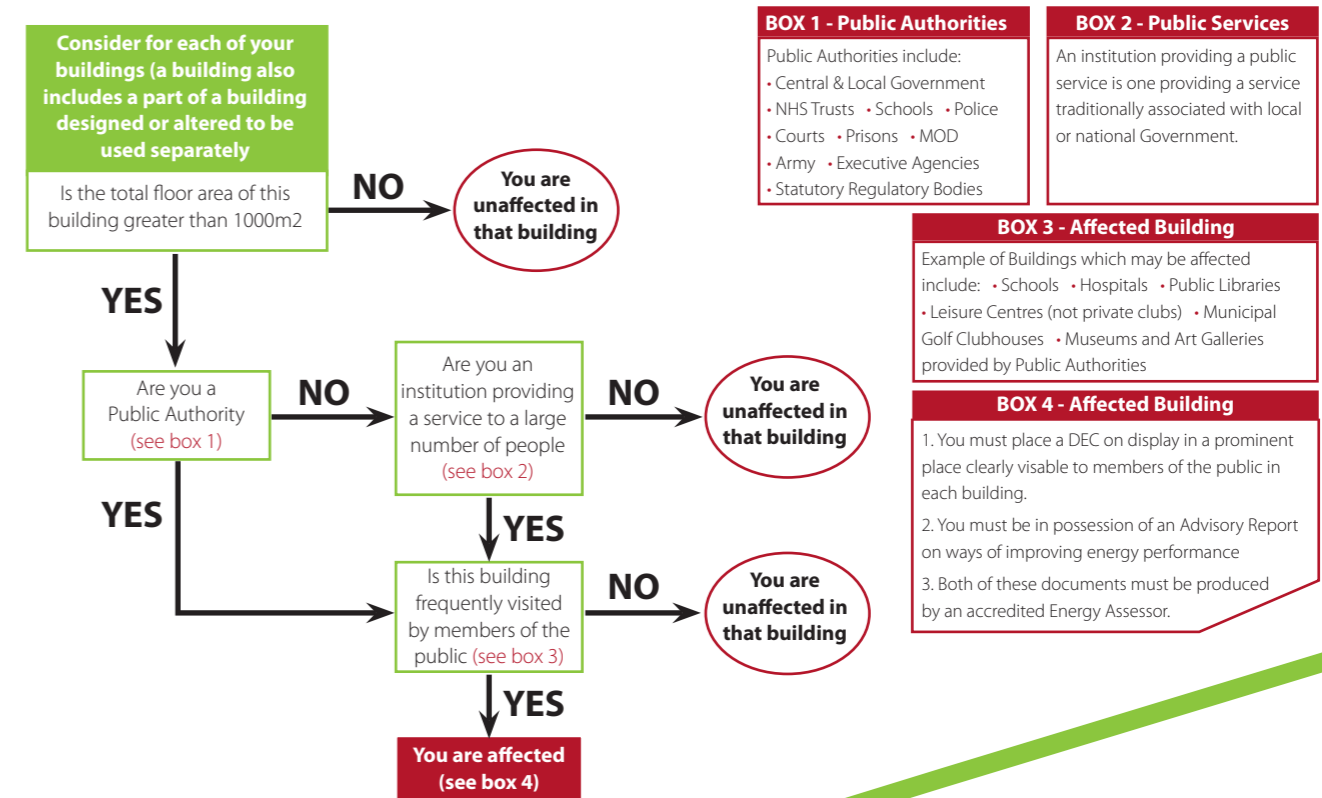 Consider for each of your
buildings (a building also
includes a part of a building
designed or altered to be
used separately
Is the total floor area of this
building greater than 1000m2
NO
You are
unaffected in
that building
YES
Are you a
Public Authority
(see box 1)
NO
Are you an
institution providing
a service to a large
number of people
(see box 2)
NO
You are
unaffected in
that building
YES
YES
Is this building
frequently visited
by members of the
public (see box 3)
NO
You are
unaffected in
that building
YES
You are affected
(see box 4)
BOX 1 - Public Authorities
Public Authorities include:
• Central & Local Government
• NHS Trusts • Schools • Police
• Courts • Prisons • MOD
• Army • Executive Agencies
• Statutory Regulatory Bodies
BOX 2 - Public Services
An institution providing a public
service is one providing a service
traditionally associated with local
or national Government.
BOX 3 - Affected Building
Example of Buildings which may be affected
include: • Schools • Hospitals • Public Libraries
• Leisure Centres (not private clubs) • Municipal
Golf Clubhouses • Museums and Art Galleries
provided by Public Authorities
BOX 4 - Affected Building
1. You must place a DEC on display in a prominent
place clearly visable to members of the public in
each building.
2. You must be in possession of an Advisory Report
on ways of improving energy performance
3. Both of these documents must be produced
by an accredited Energy Assessor.